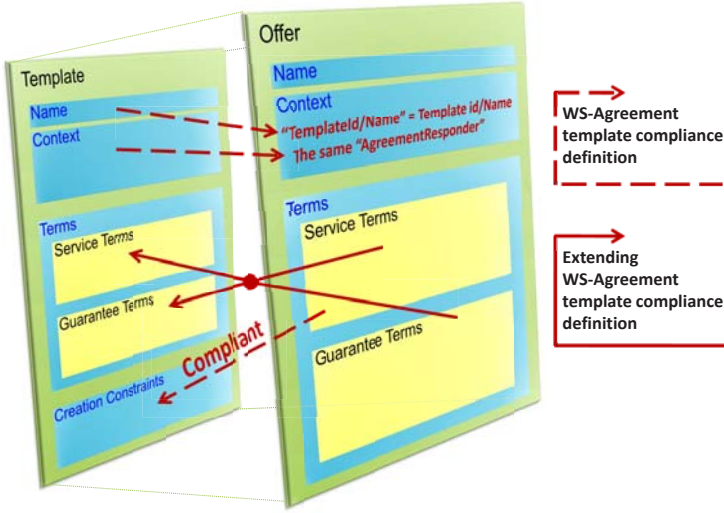 Template
Name
Context
Terms
Service Terms
Guarantee Terms
Creation Constraints
Compliant
Offer
Name
Context
"TemplateId/Name" = Template id/Name
The same "AgreementResponder"
Terms
Service Terms
Guarantee Terms
WS-Agreement
template compliance
definition
Extending
WS-Agreement
template compliance
definition